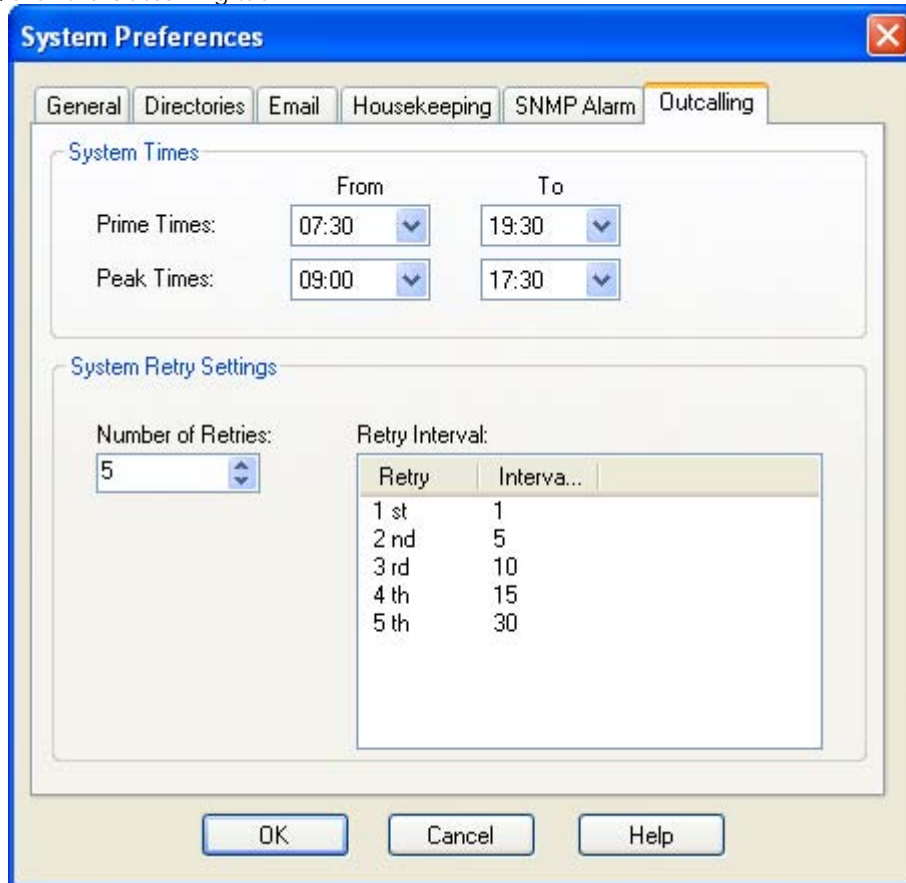 System Preferences
General Directories Email Housekeeping SNMP Alarm Outcalling
System Times
From To
Prime Times: 07:30 19:30
Peak Times: 09:00 17:30
System Retry Settings
Number of Retries: Retry Interval:
5
Retry Interva...
1 st 1
2 nd 5
3 rd 10
4 th 15
5 th 30
OK Cancel Help